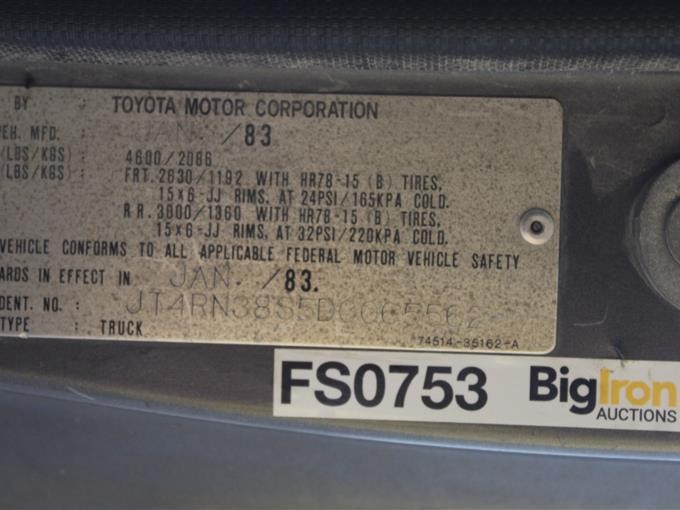 BY : TOYOTA MOTOR CORPORATION
EH. MFD. : JAN. /83
(LBS/KGS) : 4600/2086
(LBS/KGS) : FRT. 2630/1192 WITH HR78-15 (B) TIRES,
15x6-JJ RIMS, AT 24PSI/165KPA COLD.
RR. 3000/1360 WITH HR78-15 (B) TIRES,
15x6-JJ RIMS, AT 32PSI/220KPA COLD.
VEHICLE CONFORMS TO ALL APPLICABLE FEDERAL MOTOR VEHICLE SAFETY
ARDS IN EFFECT IN JAN. /83.
DENT. NO. :
TYPE : TRUCK
74514-35162-A
FS0753 BigIron
AUCTIONS